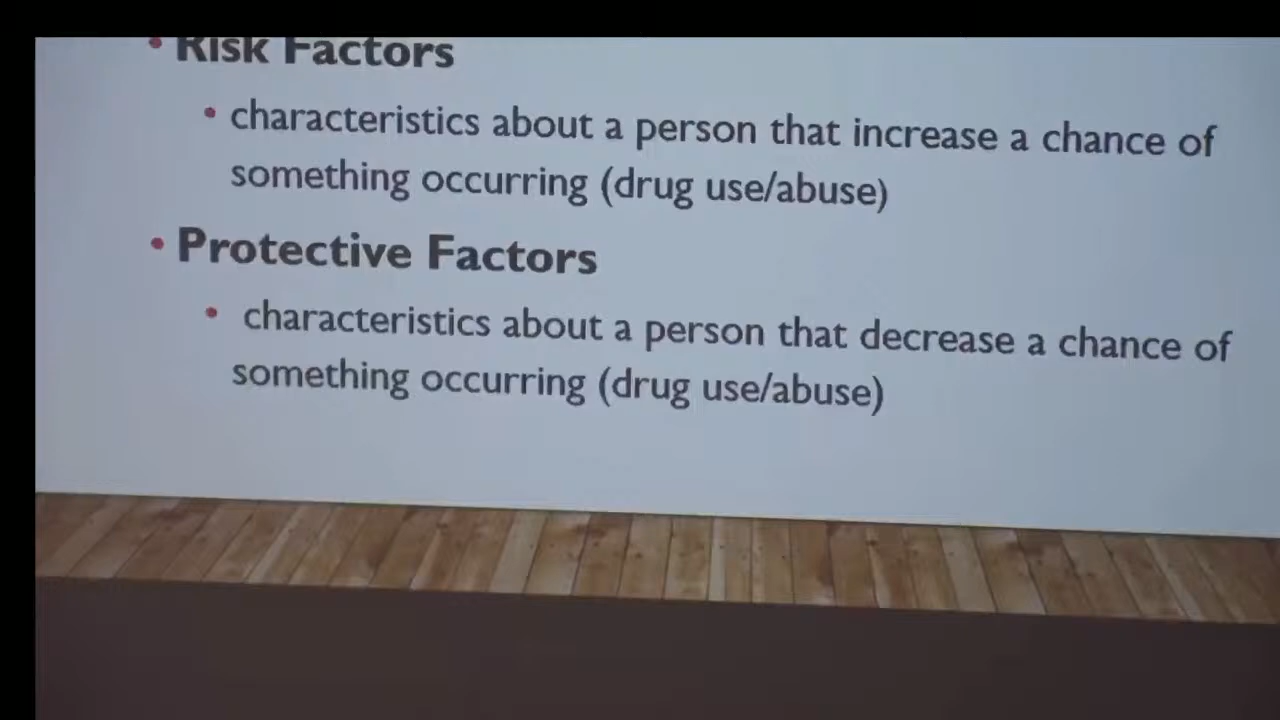 • Risk Factors
• characteristics about a person that increase a chance of
something occurring (drug use/abuse)
• Protective Factors
• characteristics about a person that decrease a chance of
something occurring (drug use/abuse)